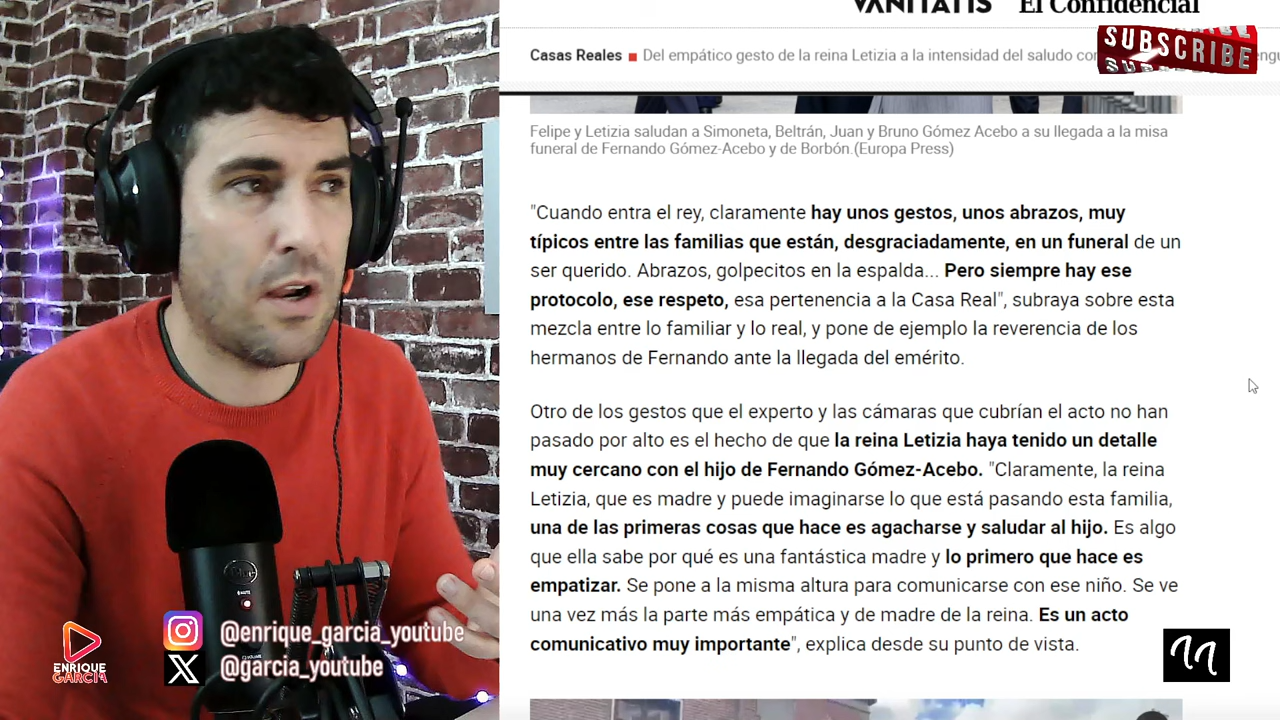 VANITATIS El Confidencial
SUBSCRIBE
Casas Reales ■ Del empático gesto de la reina Letizia a la intensidad del saludo
Felipe y Letizia saludan a Simoneta, Beltrán, Juan y Bruno Gómez Acebo a su llegada a la misa
funeral de Fernando Gómez-Acebo y de Borbón.(Europa Press)
"Cuando entra el rey, claramente hay unos gestos, unos abrazos, muy
típicos entre las familias que están, desgraciadamente, en un funeral de un
ser querido. Abrazos, golpecitos en la espalda... Pero siempre hay ese
protocolo, ese respeto, esa pertenencia a la Casa Real", subraya sobre esta
mezcla entre lo familiar y lo real, y pone de ejemplo la reverencia de los
hermanos de Fernando ante la llegada del emérito.
Otro de los gestos que el experto y las cámaras que cubrían el acto no han
pasado por alto es el hecho de que la reina Letizia haya tenido un detalle
muy cercano con el hijo de Fernando Gómez-Acebo. "Claramente, la reina
Letizia, que es madre y puede imaginarse lo que está pasando esta familia,
una de las primeras cosas que hace es agacharse y saludar al hijo. Es algo
que ella sabe por qué es una fantástica madre y lo primero que hace es
empatizar. Se pone a la misma altura para comunicarse con ese niño. Se ve
una vez más la parte más empática y de madre de la reina. Es un acto
comunicativo muy importante", explica desde su punto de vista.
ENRIQUE
GARCIA
@enrique_garcia_youtube
@garcia_youtube